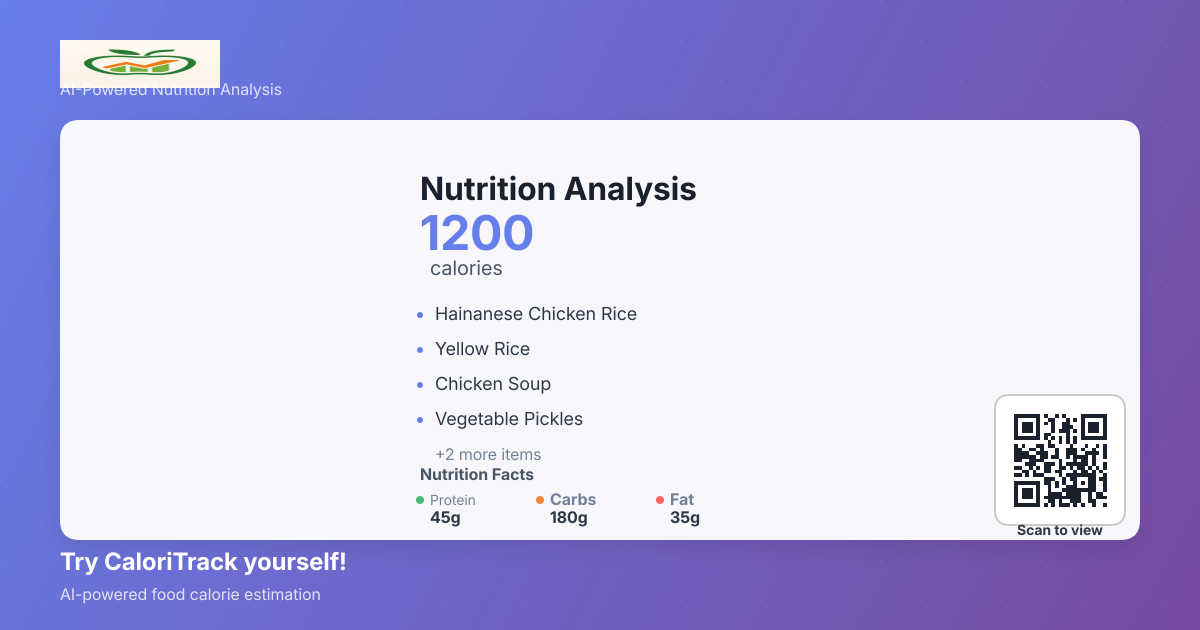 AI-Powered Nutrition Analysis
Nutrition Analysis
1200
calories
Hainanese Chicken Rice
Yellow Rice
Chicken Soup
Vegetable Pickles
+2 more items
Nutrition Facts
Protein Carbs Fat
45g 180g 35g
Scan to view
Try CaloriTrack yourself!
AI-powered food calorie estimation